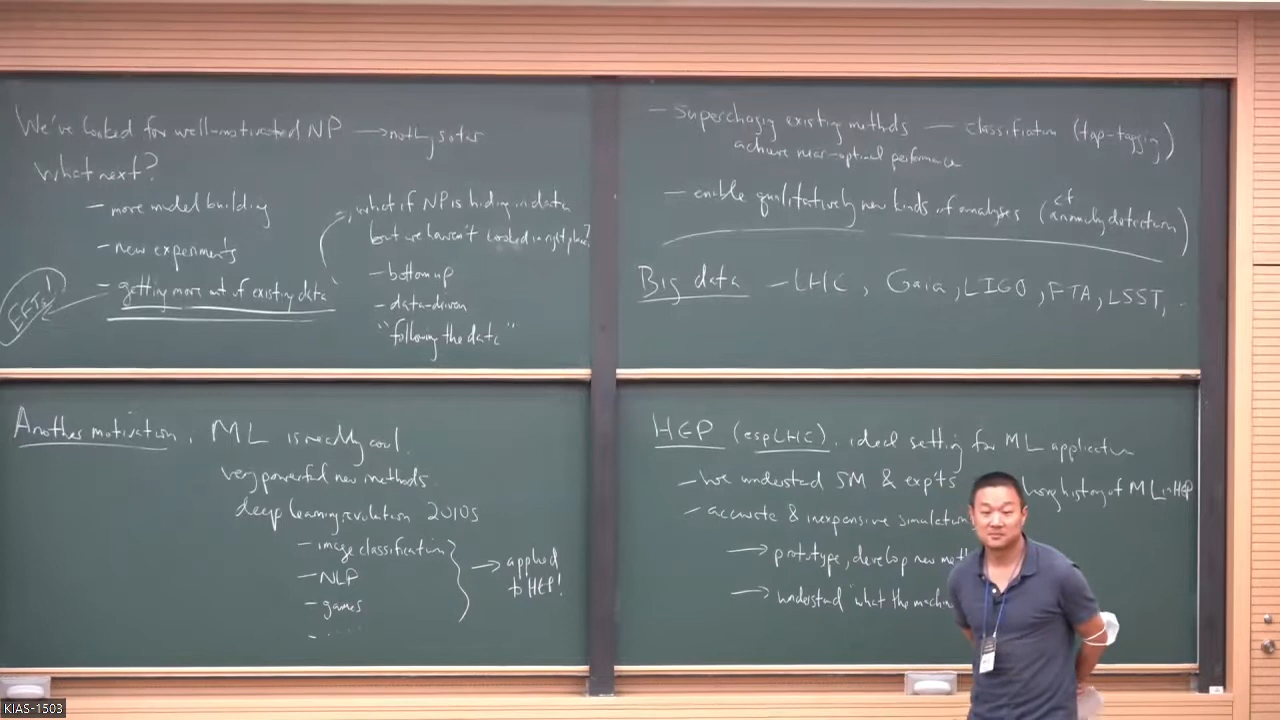 We've looked for well-motivated NP → nothing so far
What next?
- more model building
- new experiments
- getting more out of existing data
EFTs!
what if NP is hiding in data
but we haven't looked in right place?
- bottom up
- data-driven
"following the data"
- Supercharging existing methods — classification (top-tagging)
achieve near-optimal performance
- enable qualitatively new kinds of analyses (cf anomaly detection)
Big data - LHC, Gaia, LIGO, , LSST,
Another motivation. ML is really cool.
very powerful new methods.
deep learning revolution 2010s
- image classification
- NLP
- games
- .....
→ applied
to HEP!
HEP (esp LHC). ideal setting for ML application
- We understand SM & exp'ts
long history of ML in HEP
- accurate & inexpensive simulation
→ prototype, develop new
→ understand "what the
KIAS-1503